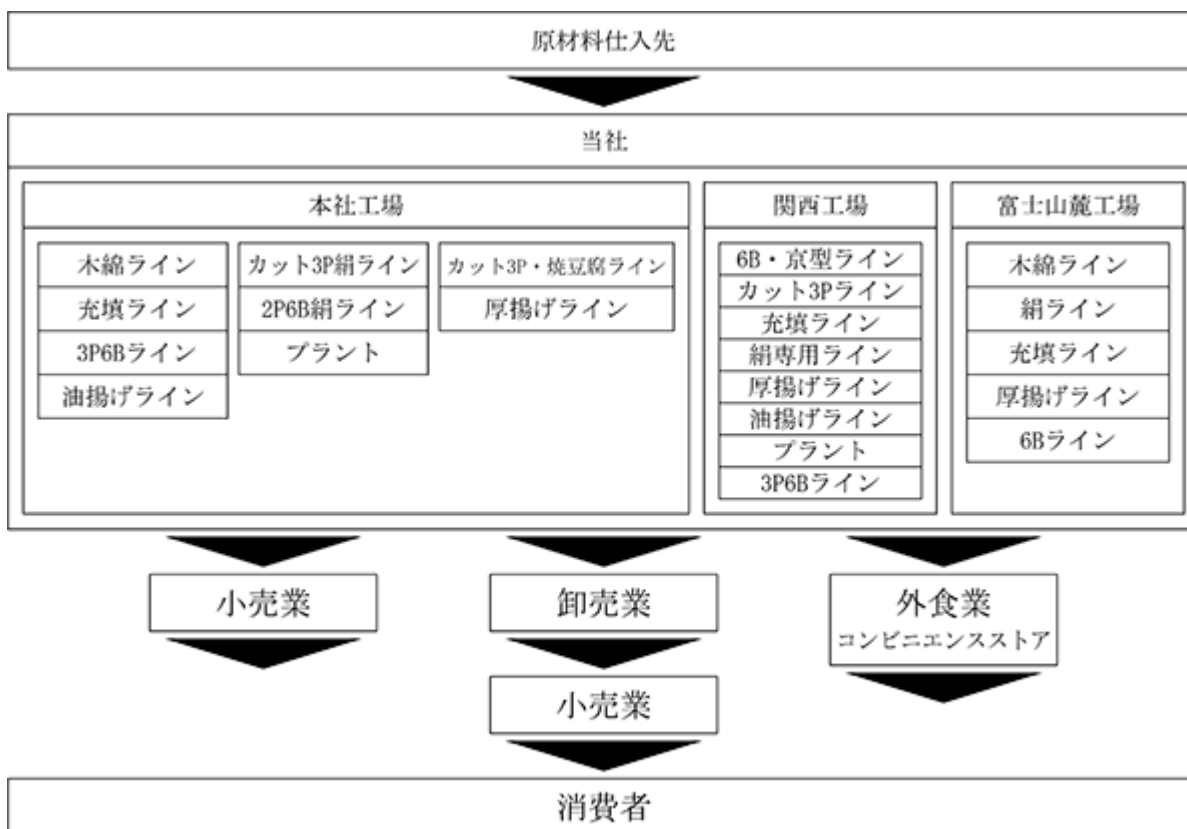 原材料仕入先
当社
本社工場
木綿ライン
充填ライン
3P6Bライン
油揚げライン
カット3P絹ライン
2P6B絹ライン
プラント
カット3P・焼豆腐ライン
厚揚げライン
関西工場
6B・京型ライン
カット3Pライン
充填ライン
絹専用ライン
厚揚げライン
油揚げライン
プラント
3P6Bライン
富士山麓工場
木綿ライン
絹ライン
充填ライン
厚揚げライン
6Bライン
小売業
卸売業
小売業
外食業
コンビニエンスストア
消費者